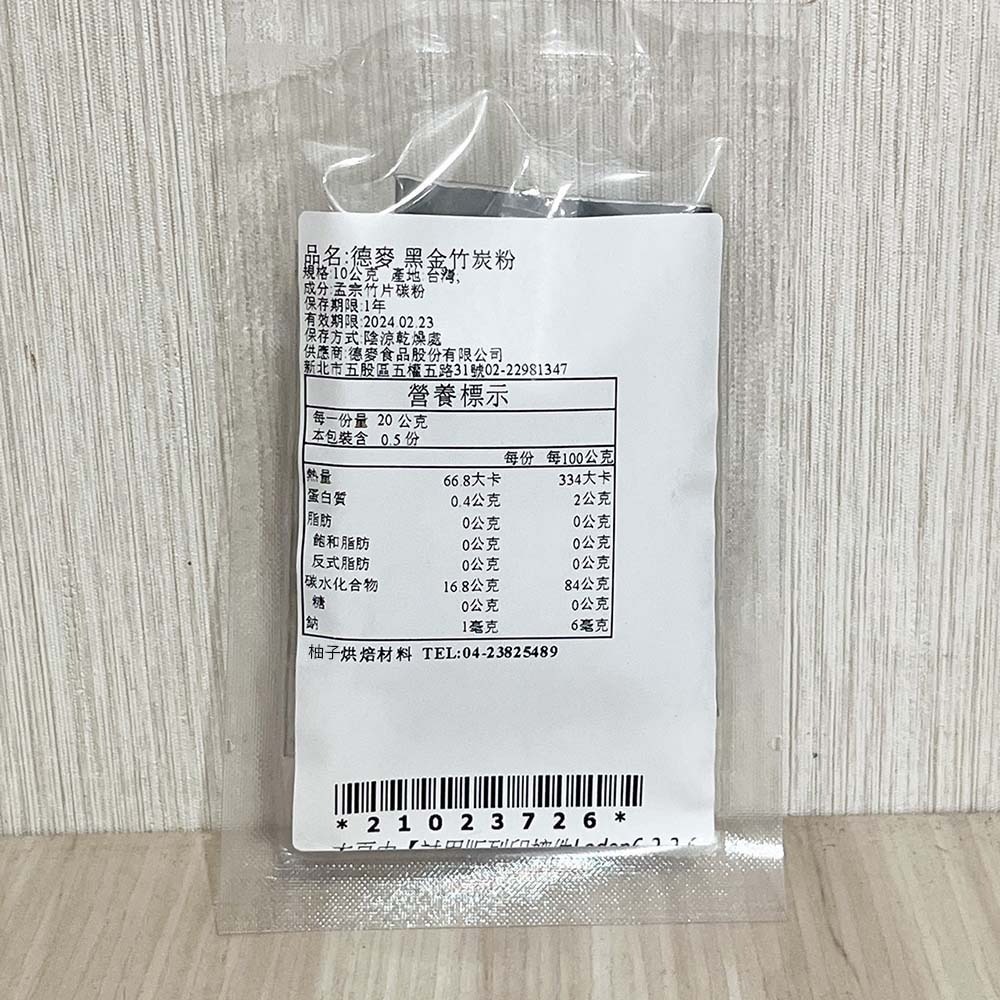 品名:德麥 黑金竹炭粉
規格:10公克 產地:台灣,
成分:孟宗竹片碳粉
保存期限:1年
有效期限:2024.02.23
保存方式:陰涼乾燥處
供應商:德麥食品股份有限公司
新北市五股區五權五路31號02-22981347
營養標示
每一份量 20 公克
本包裝含 0.5 份
每份 每100公克
熱量 66.8大卡 334大卡
蛋白質 0.4公克 2公克
脂肪 0公克 0公克
飽和脂肪 0公克 0公克
反式脂肪 0公克 0公克
碳水化合物 16.8公克 84公克
糖 0公克 0公克
鈉 1毫克 6毫克
柚子烘焙材料 TEL:04-23825489
*21023726*